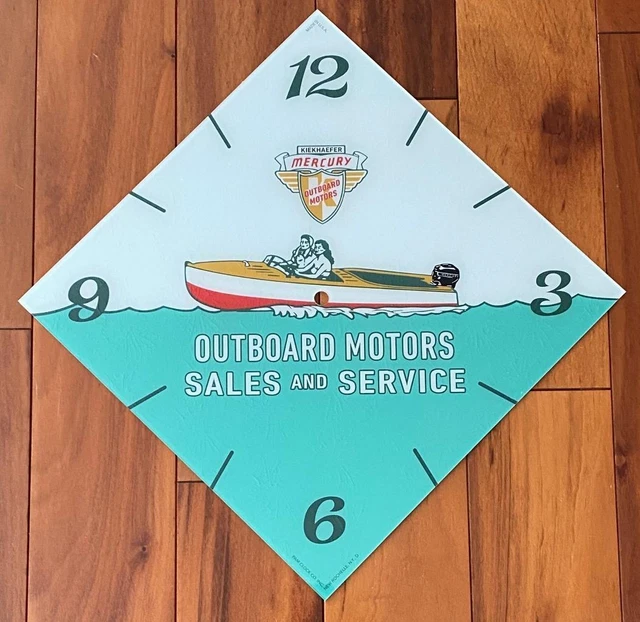 12
KIEKHAEFER
MERCURY
K
OUTBOARD
MOTORS
9
3
OUTBOARD MOTORS
SALES AND SERVICE
6